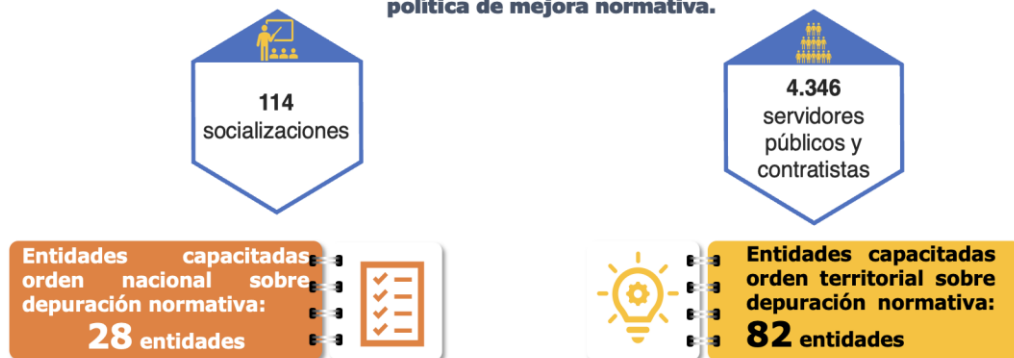 política de mejora normativa.
114
socializaciones
4.346
servidores
públicos y
contratistas
Entidades capacitadas
orden nacional sobre
depuración normativa:
28 entidades
Entidades capacitadas
orden territorial sobre
depuración normativa:
82 entidades